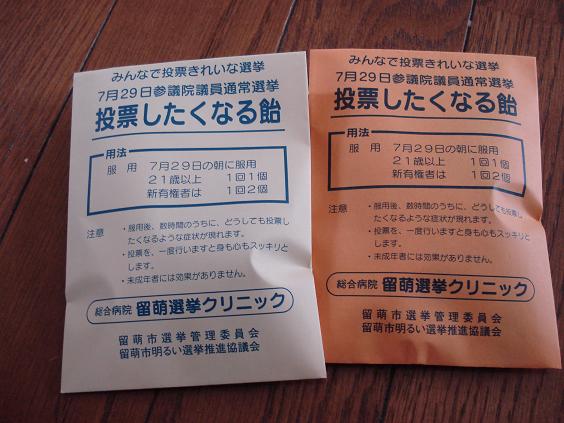 みんなで投票きれいな選挙
7月29日参議院議員通常選挙
投票したくなる飴
用法
服 用 7月29日の朝に服用
21歳以上 1回1個
新有権者は 1回2個
注意 ・服用後、数時間のうちに、どうしても投票し
たくなるような症状が現れます。
・投票を、一度行いますと身も心もスッキリと
します。
・未成年者には効果がありません。
総合病院 留萌選挙クリニック
留萌市選挙管理委員会
留萌市明るい選挙推進協議会
みんなで投票きれいな選挙
7月29日参議院議員通常選挙
投票したくなる飴
用法
服 用 7月29日の朝に服用
21歳以上 1回1個
新有権者は 1回2個
注意 ・服用後、数時間のうちに、どうしても投票し
たくなるような症状が現れます。
・投票を、一度行いますと身も心もスッキリと
します。
・未成年者には効果がありません。
総合病院 留萌選挙クリニック
留萌市選挙管理委員会
留萌市明るい選挙推進協議会